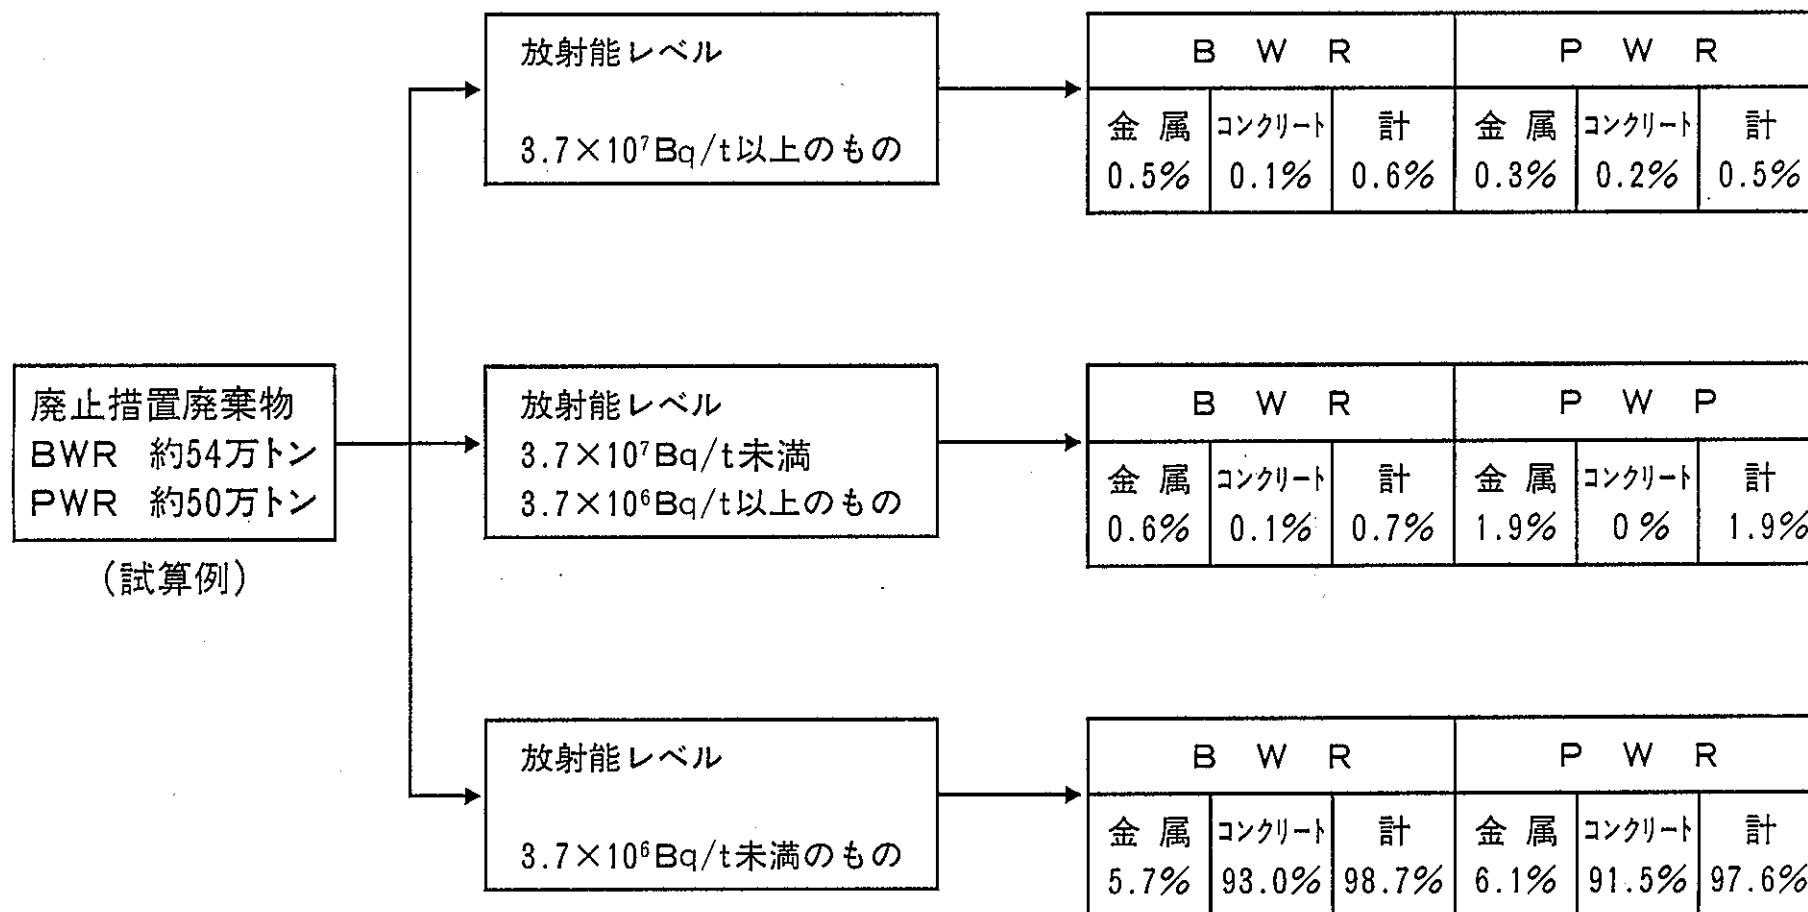 放射能レベル
3.7×10⁷Bq/t以上のもの
B W R P W R
金属 コンクリート 計 金属 コンクリート 計
0.5% 0.1% 0.6% 0.3% 0.2% 0.5%
廃止措置廃棄物
BWR 約54万トン
PWR 約50万トン
(試算例)
放射能レベル
3.7×10⁷Bq/t未満
3.7×10⁶Bq/t以上のもの
B W R P W P
金属 コンクリート 計 金属 コンクリート 計
0.6% 0.1% 0.7% 1.9% 0% 1.9%
放射能レベル
3.7×10⁶Bq/t未満のもの
B W R P W R
金属 コンクリート 計 金属 コンクリート 計
5.7% 93.0% 98.7% 6.1% 91.5% 97.6%